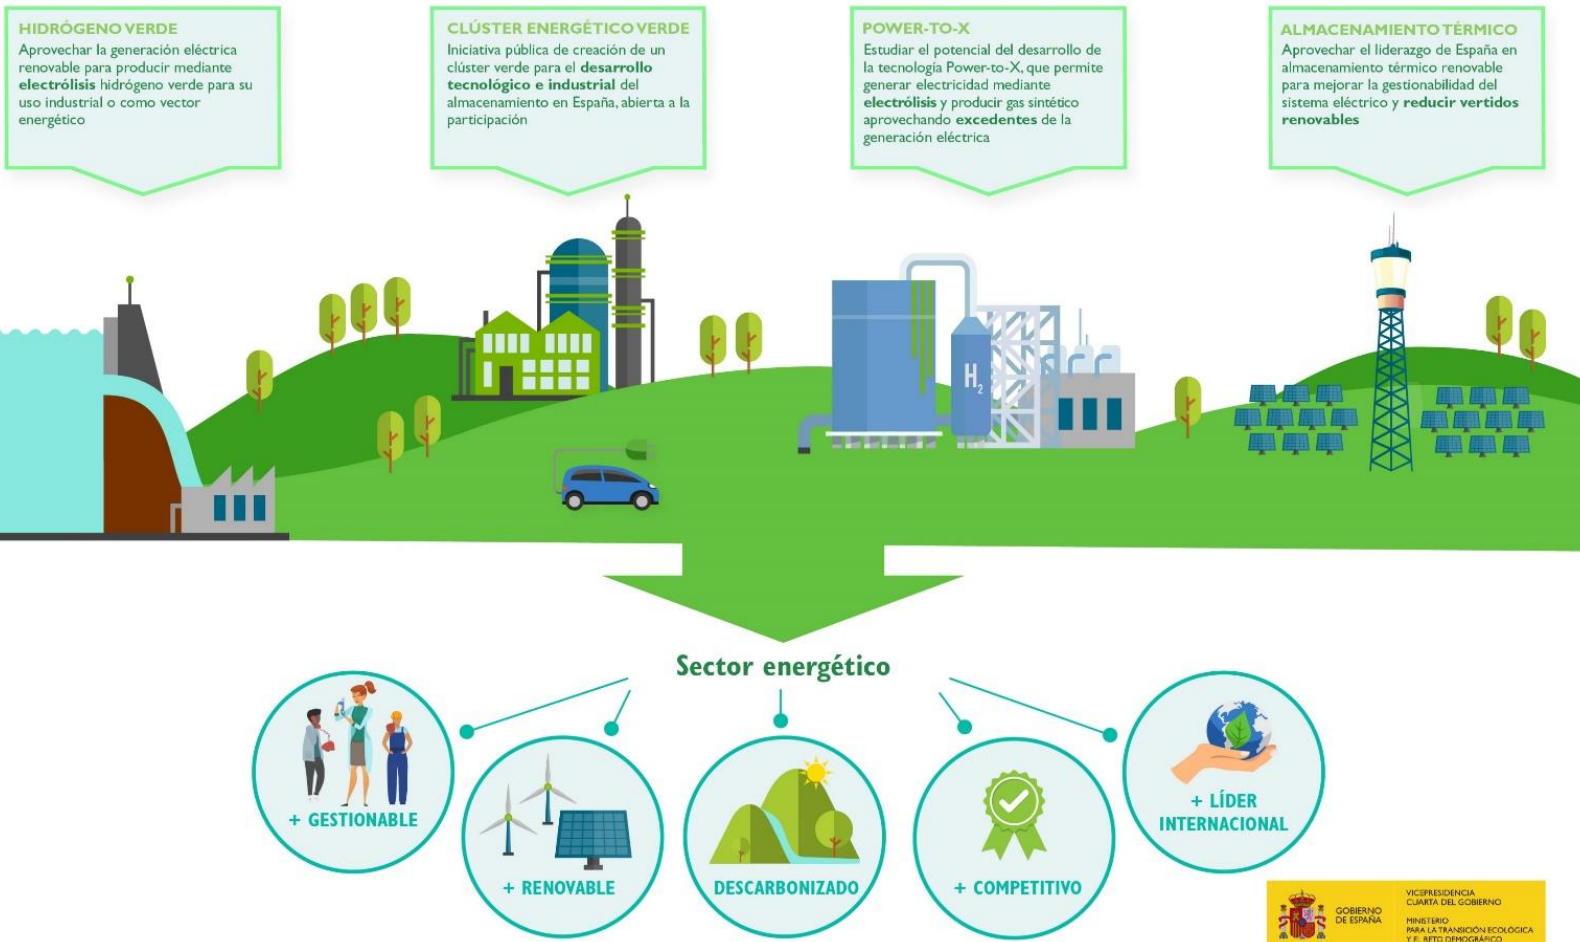 HIDRÓGENO VERDE
Aprovechar la generación eléctrica
renovable para producir mediante
electrólisis hidrógeno verde para su
uso industrial o como vector
energético
CLÚSTER ENERGÉTICO VERDE
Iniciativa pública de creación de un
clúster verde para el desarrollo
tecnológico e industrial del
almacenamiento en España, abierta a la
participación
POWER-TO-X
Estudiar el potencial del desarrollo de
la tecnología Power-to-X, que permite
generar electricidad mediante
electrólisis y producir gas sintético
aprovechando excedentes de la
generación eléctrica
ALMACENAMIENTO TÉRMICO
Aprovechar el liderazgo de España en
almacenamiento térmico renovable
para mejorar la gestionabilidad del
sistema eléctrico y reducir vertidos
renovables
H2
Sector energético
+ GESTIONABLE
+ RENOVABLE
DESCARBONIZADO
+ COMPETITIVO
+ LÍDER
INTERNACIONAL
GOBIERNO
DE ESPAÑA
VICEPRESIDENCIA
CUARTA DEL GOBIERNO
MINISTERIO
PARA LA TRANSICIÓN ECOLÓGICA
Y EL RETO DEMOGRÁFICO